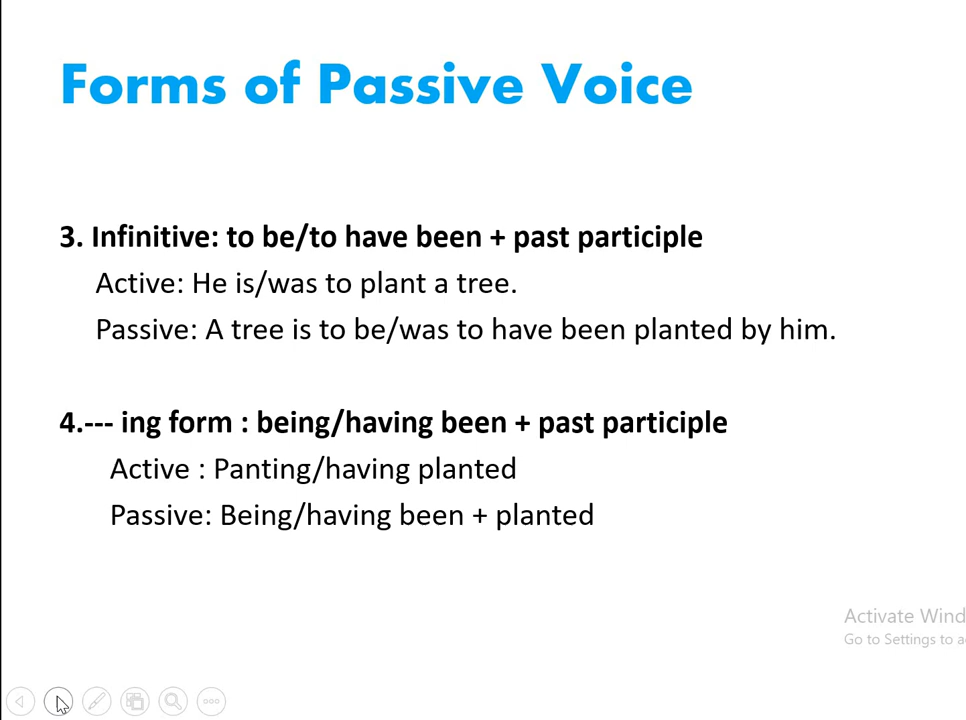 Forms of Passive Voice
3. Infinitive: to be/to have been + past participle
Active: He is/was to plant a tree.
Passive: A tree is to be/was to have been planted by him.
4.--- ing form : being/having been + past participle
Active : Panting/having planted
Passive: Being/having been + planted
Activate Wind
Go to Settings to a